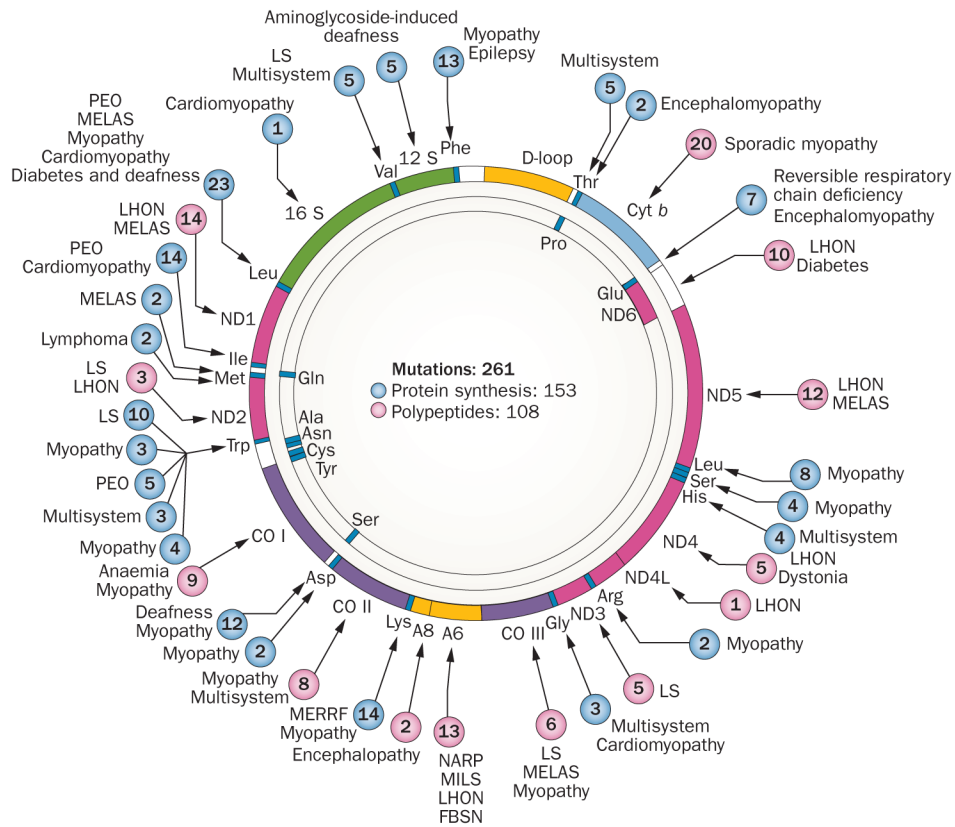 Aminoglycoside-induced
deafness
5
LS
Multisystem
5
13
Myopathy
Epilepsy
Multisystem
5
2
Encephalomyopathy
Cardiomyopathy
1
20
Sporadic myopathy
PEO
MELAS
Myopathy
Cardiomyopathy
Diabetes and deafness
23
7
Reversible respiratory
chain deficiency
Encephalomyopathy
LHON
MELAS
14
10
LHON
Diabetes
PEO
Cardiomyopathy
14
MELAS
2
Lymphoma
2
LS
LHON
3
LS
10
Myopathy
3
PEO
5
Multisystem
3
Myopathy
4
Anaemia
Myopathy
9
Deafness
Myopathy
12
Myopathy
2
Myopathy
Multisystem
8
MERRF
Myopathy
14
Encephalopathy
2
13
NARP
MILS
LHON
FBSN
6
LS
MELAS
Myopathy
3
Multisystem
Cardiomyopathy
5
LS
2
Myopathy
1
LHON
5
LHON
Dystonia
4
Multisystem
4
Myopathy
8
Myopathy
12
LHON
MELAS
D-loop
Thr
Cyt b
Pro
Glu
ND6
ND5
Leu
Ser
His
ND4
ND4L
Arg
ND3
Gly
CO III
A6
A8
Lys
CO II
Asp
CO I
Ser
Trp
ND2
Met
Ile
ND1
Leu
16 S
Val
12 S
Phe
Gln
Ala
Asn
Cys
Tyr
Mutations: 261
Protein synthesis: 153
Polypeptides: 108